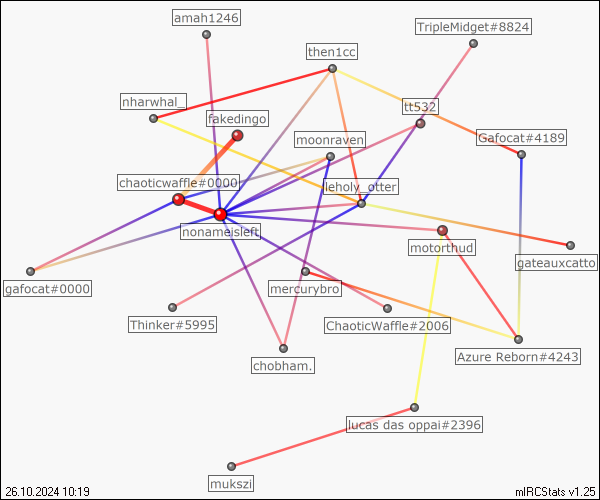 amah1246
TripleMidget#8824
then1cc
nharwhal_
tt532
fakedingo
moonraven
Gafocat#4189
chaoticwaffle#0000
leholy_otter
nonameisleft
motorthud
gateauxcatto
gafocat#0000
mercurybro
Thinker#5995
ChaoticWaffle#2006
chobham.
Azure Reborn#4243
lucas das oppai#2396
mukszi
26.10.2024 10:19
mIRCStats v1.25